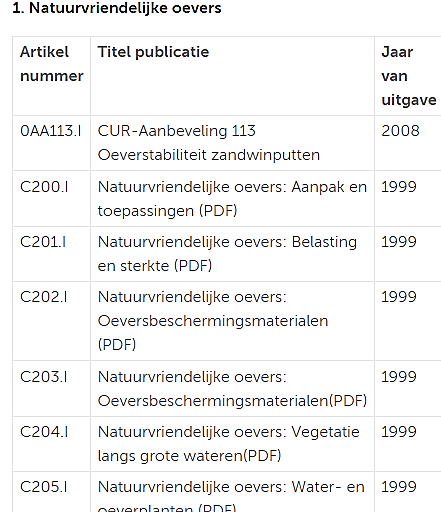 1. Natuurvriendelijke oevers
Artikel nummer Titel publicatie Jaar van uitgave
0AA113.I CUR-Aanbeveling 113 2008
Oeverstabiliteit zandwinputten
C200.I Natuurvriendelijke oevers: Aanpak en 1999
toepassingen (PDF)
C201.I Natuurvriendelijke oevers: Belasting 1999
en sterkte (PDF)
C202.I Natuurvriendelijke oevers: 1999
Oeversbeschermingsmaterialen
(PDF)
C203.I Natuurvriendelijke oevers: 1999
Oeversbeschermingsmaterialen(PDF)
C204.I Natuurvriendelijke oevers: Vegetatie 1999
langs grote wateren(PDF)
C205.I Natuurvriendelijke oevers: Water- en 1999
oeverplanten (PDF)